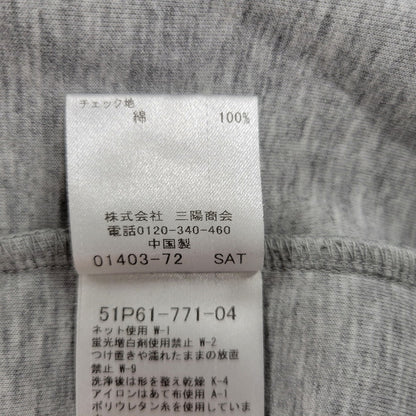 チェック地
綿 100%
株式会社 三陽商会
電話0120-340-460
中国製
01403-72 SAT
51P61-771-04
ネット使用 W-1
蛍光増白剤使用禁止 W-2
つけ置きや濡れたままの放置
禁止 W-9
洗浄後は形を整え乾燥 K-4
アイロンはあて布使用 A-1
ポリウレタン糸を使用していま